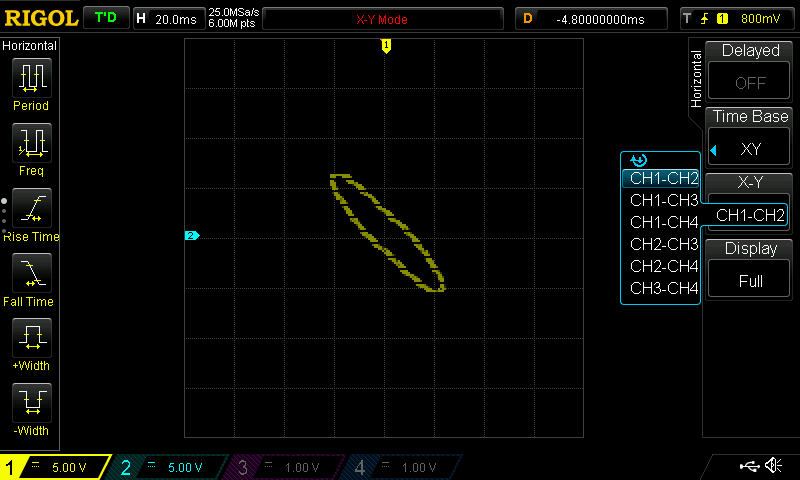 RIGOL T'D H 20.0ms 25.0MSa/s 6.00M pts X-Y Mode D -4.80000000ms T 1 800mV
Horizontal
Period
Freq
Rise Time
Fall Time
+Width
-Width
1
2
CH1-CH2
CH1-CH3
CH1-CH4
CH2-CH3
CH2-CH4
CH3-CH4
Horizontal
Delayed
OFF
Time Base
XY
X-Y
CH1-CH2
Display
Full
1 5.00 V 2 5.00 V 3 1.00 V 4 1.00 V